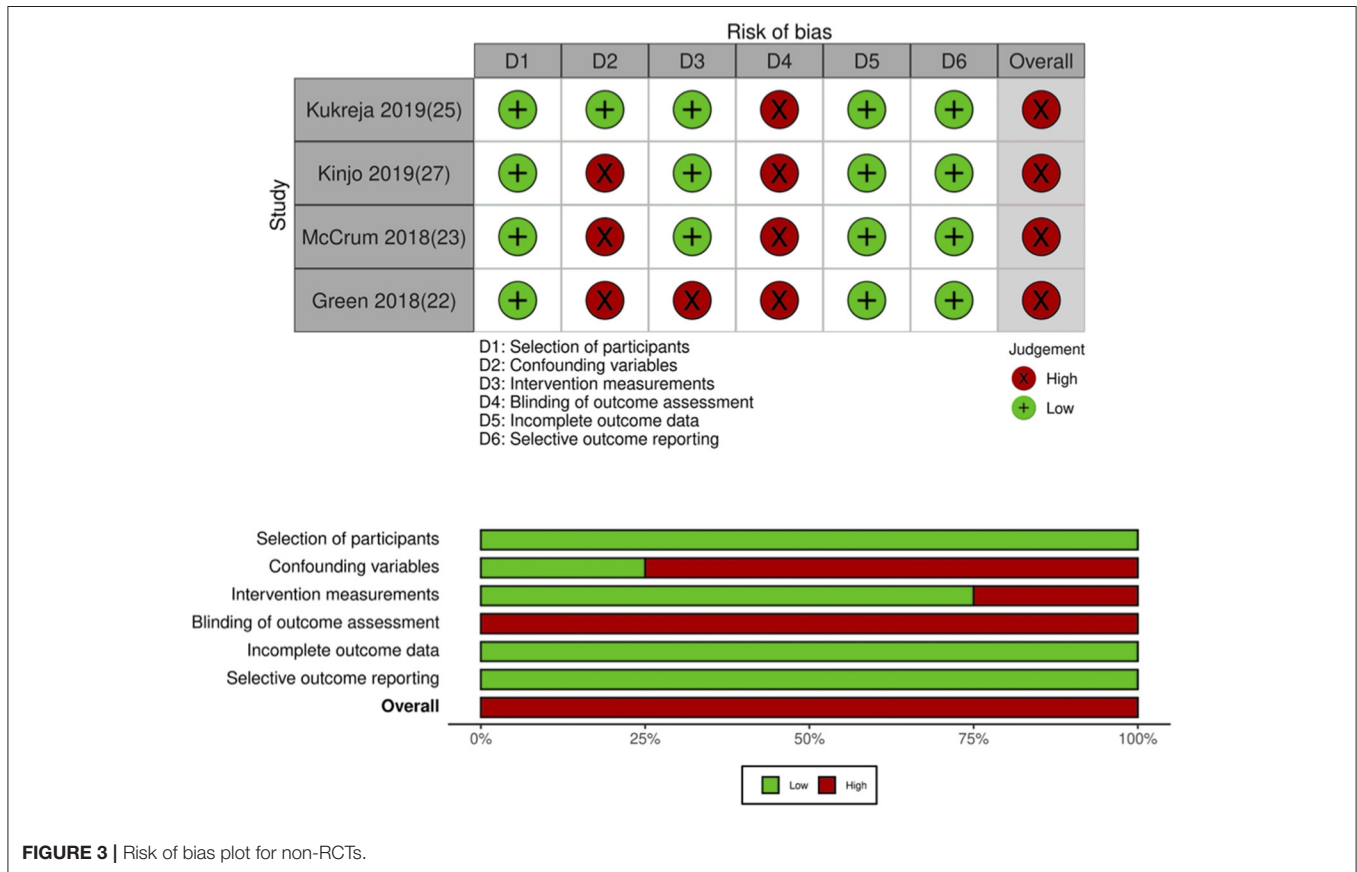 Risk of bias
D1 D2 D3 D4 D5 D6 Overall
Study
Kukreja 2019(25) + + + X + + X
Kinjo 2019(27) + X + X + + X
McCrum 2018(23) + X + X + + X
Green 2018(22) + X X X + + X
D1: Selection of participants
D2: Confounding variables
D3: Intervention measurements
D4: Blinding of outcome assessment
D5: Incomplete outcome data
D6: Selective outcome reporting
Judgement
X High
+ Low
Selection of participants
Confounding variables
Intervention measurements
Blinding of outcome assessment
Incomplete outcome data
Selective outcome reporting
Overall
0% 25% 50% 75% 100%
Low High
FIGURE 3 | Risk of bias plot for non-RCTs.